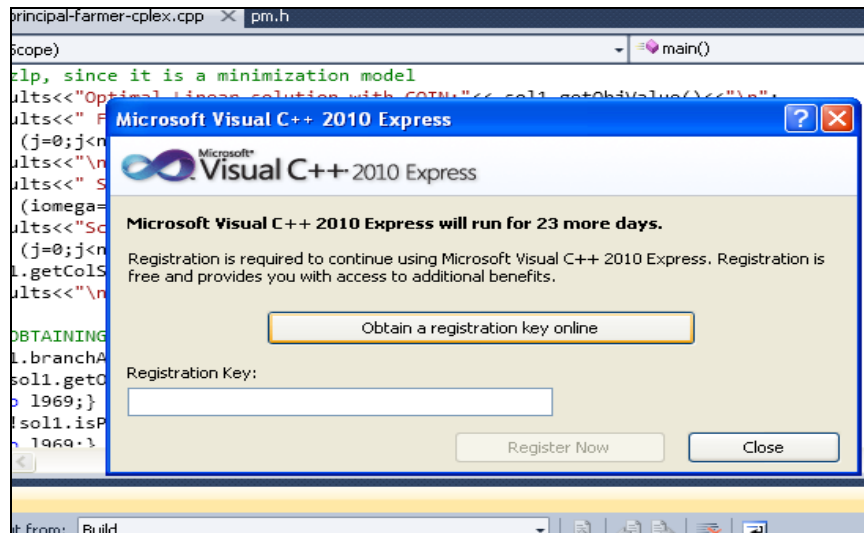 principal-farmer-cplex.cpp × pm.h
Scope) main()
zlp, since it is a minimization model
ults<<"Optimal Linear solution with COIN:"<< sol1.getObjValue()<<"\n";
ults<<" F
(j=0;j<n
ults<<"\n
ults<<" S
(iomega=
ults<<"Sc
(j=0;j<n
1.getColS
ults<<"\n
OBTAINING
1.branchA
sol1.getO
o 1969;}
!sol1.isP
o 1969;}
Microsoft Visual C++ 2010 Express
Microsoft®
Visual C++ 2010 Express
Microsoft Visual C++ 2010 Express will run for 23 more days.
Registration is required to continue using Microsoft Visual C++ 2010 Express. Registration is
free and provides you with access to additional benefits.
Obtain a registration key online
Registration Key:
Register Now Close
ut from: Build